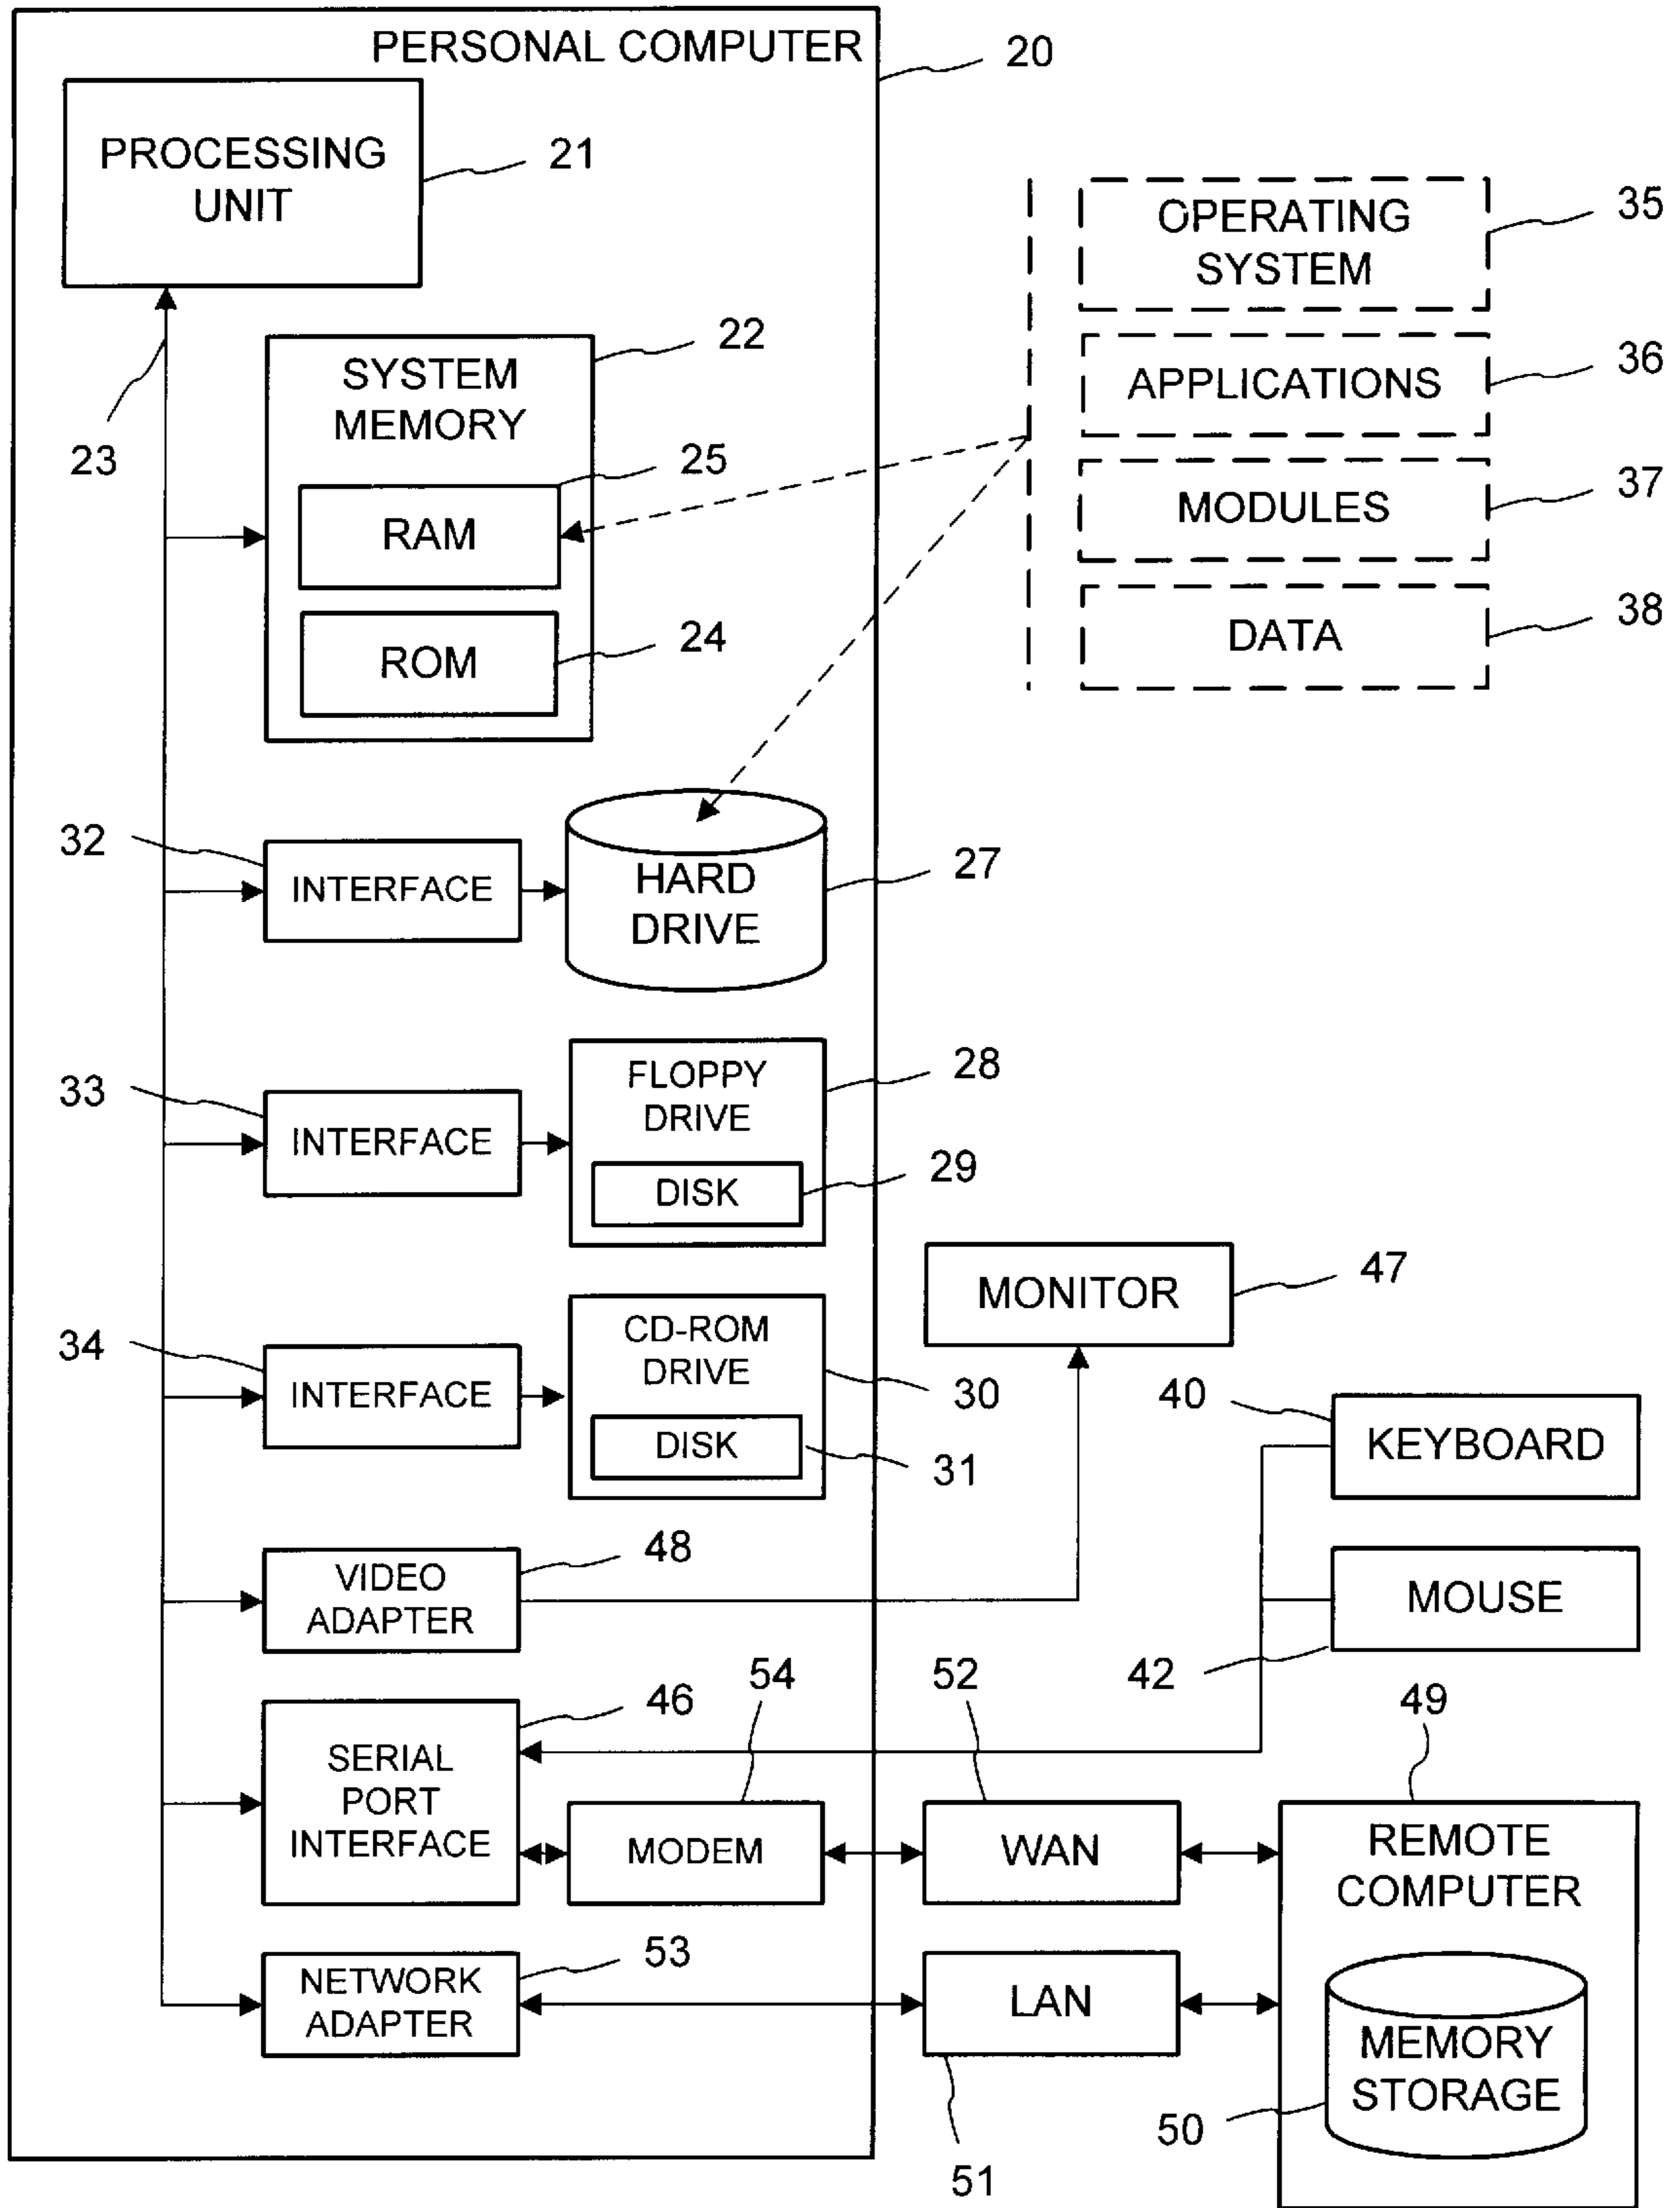 PERSONAL COMPUTER
20
PROCESSING
UNIT
21
23
SYSTEM
MEMORY
22
RAM
25
ROM
24
OPERATING
SYSTEM
35
APPLICATIONS
36
MODULES
37
DATA
38
32
INTERFACE
HARD
DRIVE
27
33
INTERFACE
FLOPPY
DRIVE
28
DISK
29
34
INTERFACE
CD-ROM
DRIVE
30
DISK
31
MONITOR
47
40
KEYBOARD
MOUSE
42
VIDEO
ADAPTER
48
SERIAL
PORT
INTERFACE
46
54
MODEM
52
WAN
49
REMOTE
COMPUTER
NETWORK
ADAPTER
53
LAN
51
MEMORY
STORAGE
50